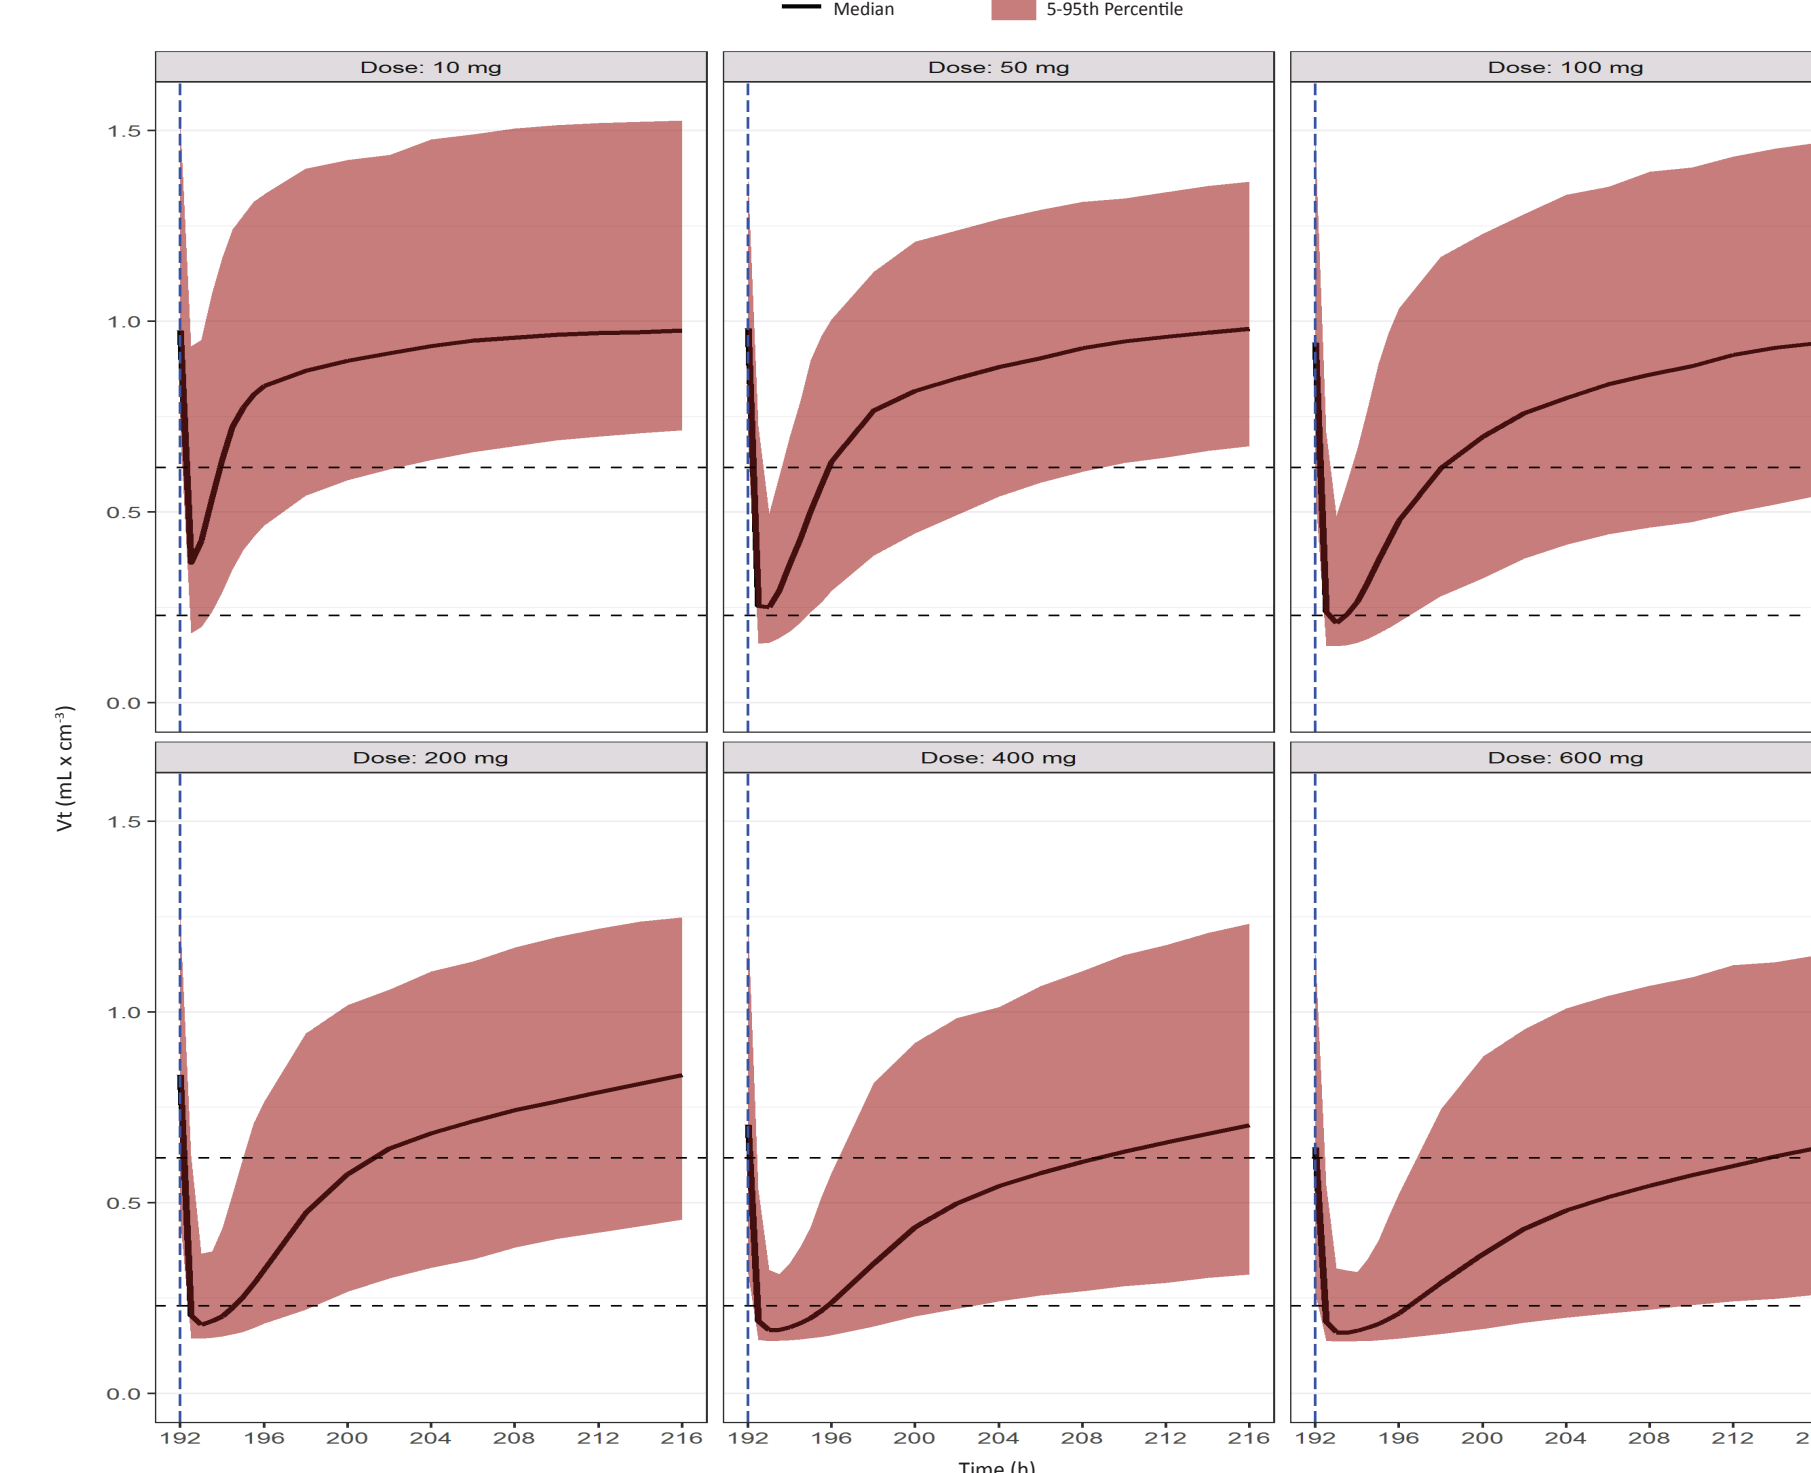 Median 5-95th Percentile
Dose: 10 mg Dose: 50 mg Dose: 100 mg
1.5
1.0
0.5
0.0
Vt (mL x cm⁻³)
Dose: 200 mg Dose: 400 mg Dose: 600 mg
1.5
1.0
0.5
0.0
192 196 200 204 208 212 216 192 196 200 204 208 212 216 192 196 200 204 208 212
Time (h)